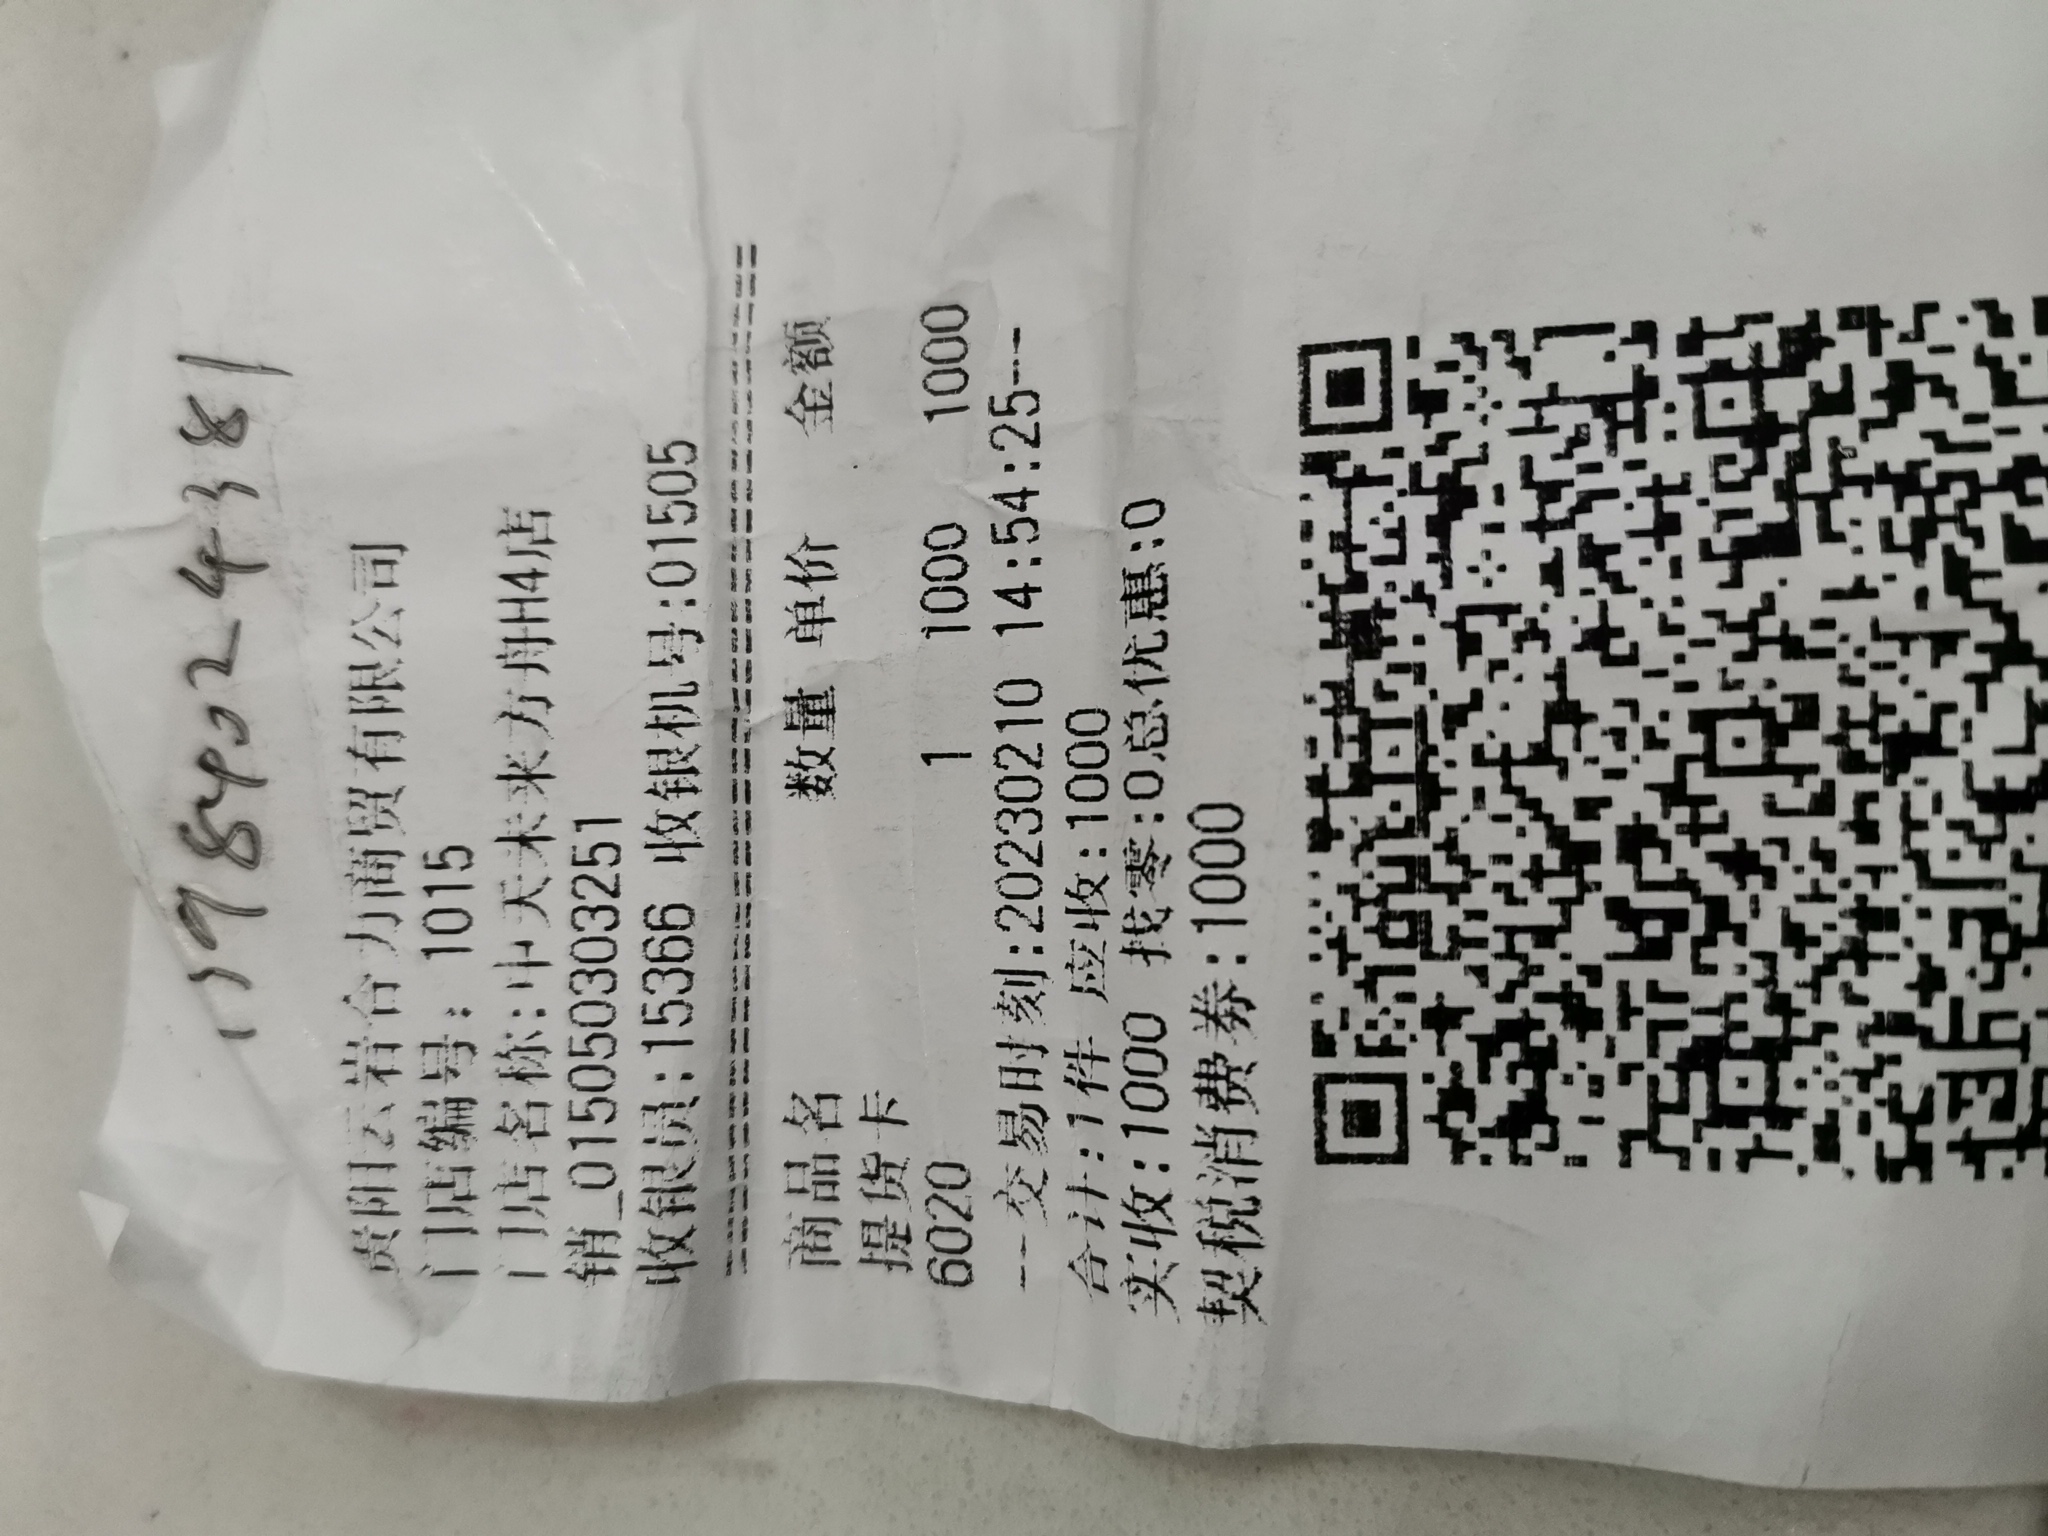 贵阳云岩合力商贸有限公司
门店编号: 1015
门店名称:中天未来方舟H4店
销_01505030303251
收银员:15366 收银机号:01505
商品名 数量 单价 金额
提货卡
6020 1 1000 1000
--交易时刻:20230210 14:54:25---
合计:1件 应收:1000
实收:1000 找零:0总优惠:0
契税消费券:1000